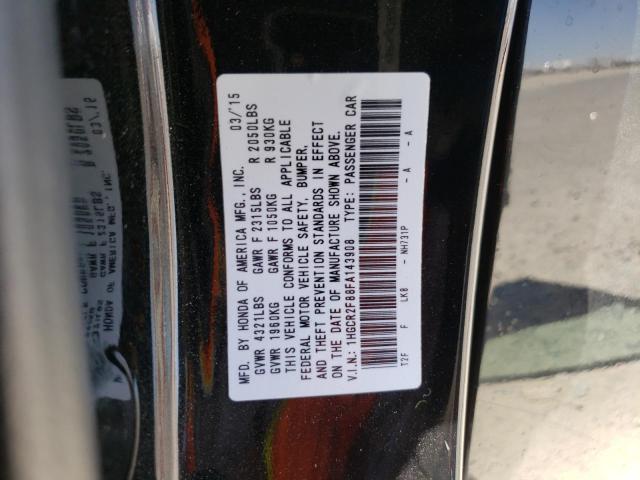 MFD. BY HONDA OF AMERICA MFG., INC. 03/15
GVWR 4321LBS GAWR F 2315LBS R 2050LBS
GVWR 1960KG GAWR F 1050KG R 930KG
THIS VEHICLE CONFORMS TO ALL APPLICABLE
FEDERAL MOTOR VEHICLE SAFETY, BUMPER,
AND THEFT PREVENTION STANDARDS IN EFFECT
ON THE DATE OF MANUFACTURE SHOWN ABOVE.
V.I.N.: 1HGCR2F88FA143908 TYPE: PASSENGER CAR
T2F F LKB - NH731P - A - A